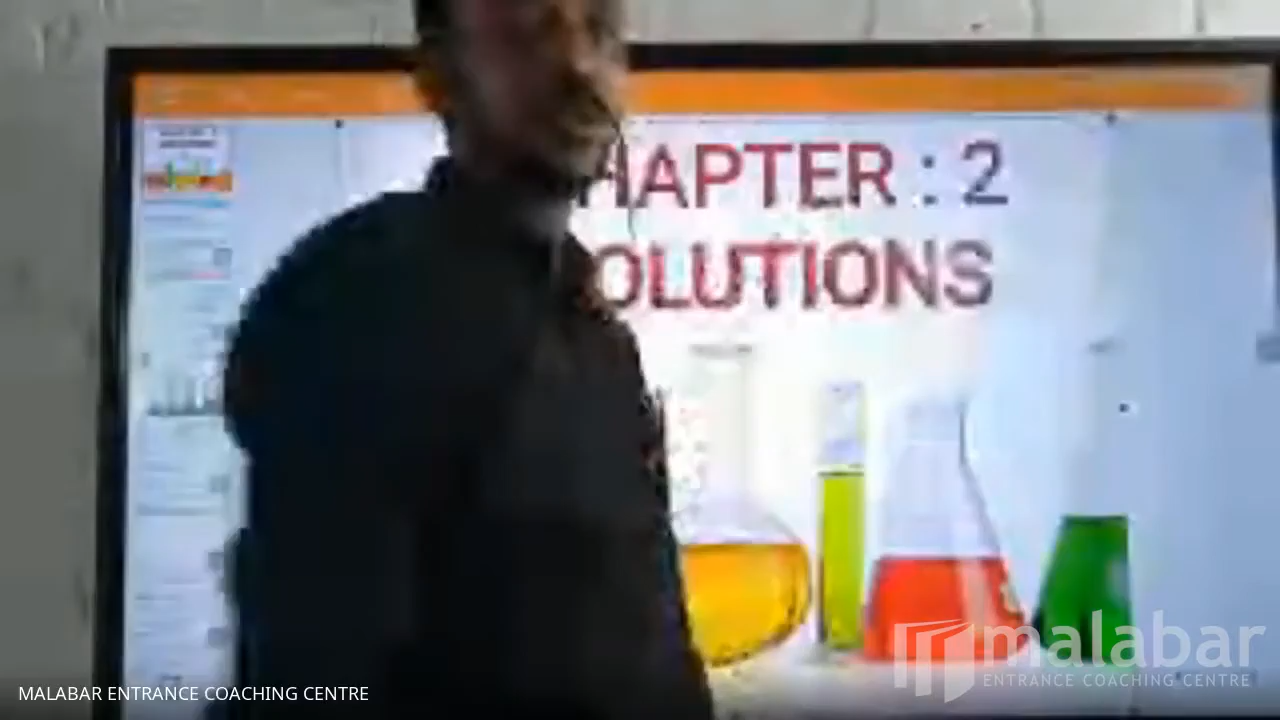 HAPTER : 2
OLUTIONS
malabar
ENTRANCE COACHING CENTRE
MALABAR ENTRANCE COACHING CENTRE